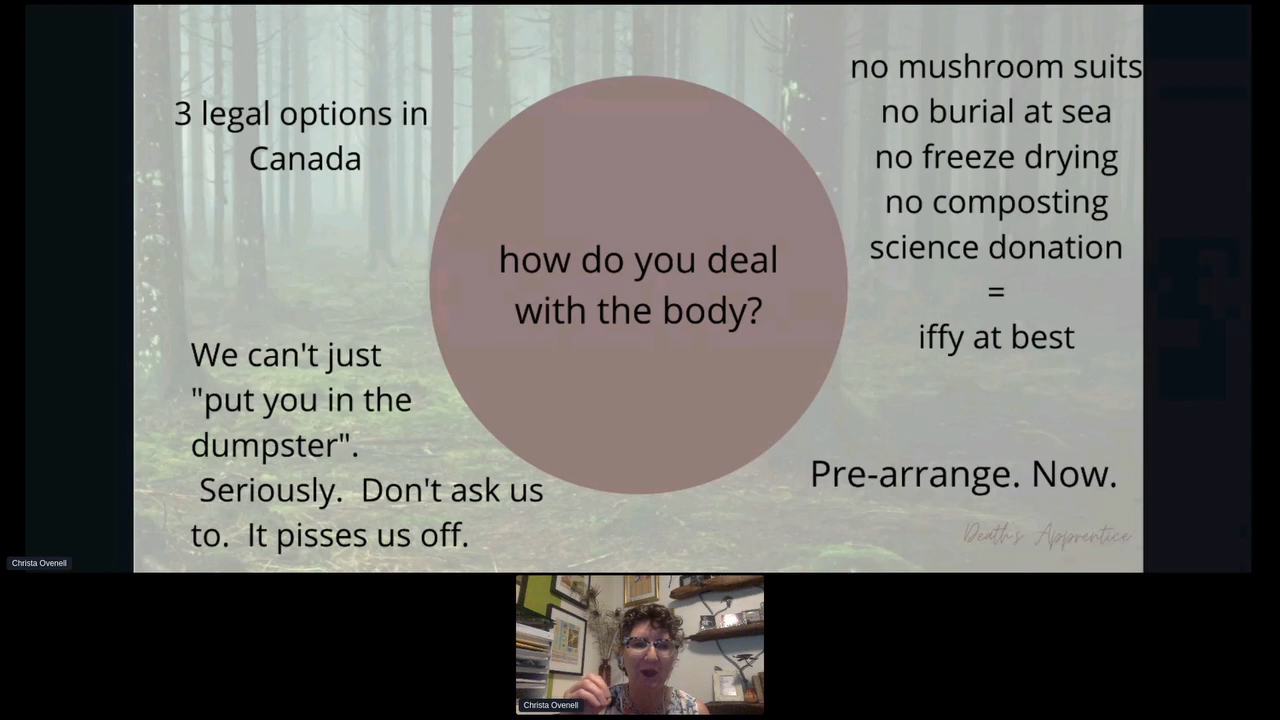 3 legal options in
Canada
We can't just
"put you in the
dumpster".
Seriously. Don't ask us
to. It pisses us off.
how do you deal
with the body?
no mushroom suits
no burial at sea
no freeze drying
no composting
science donation
=
iffy at best
Pre-arrange. Now.
Death's Apprentice
Christa Ovenell
Christa Ovenell